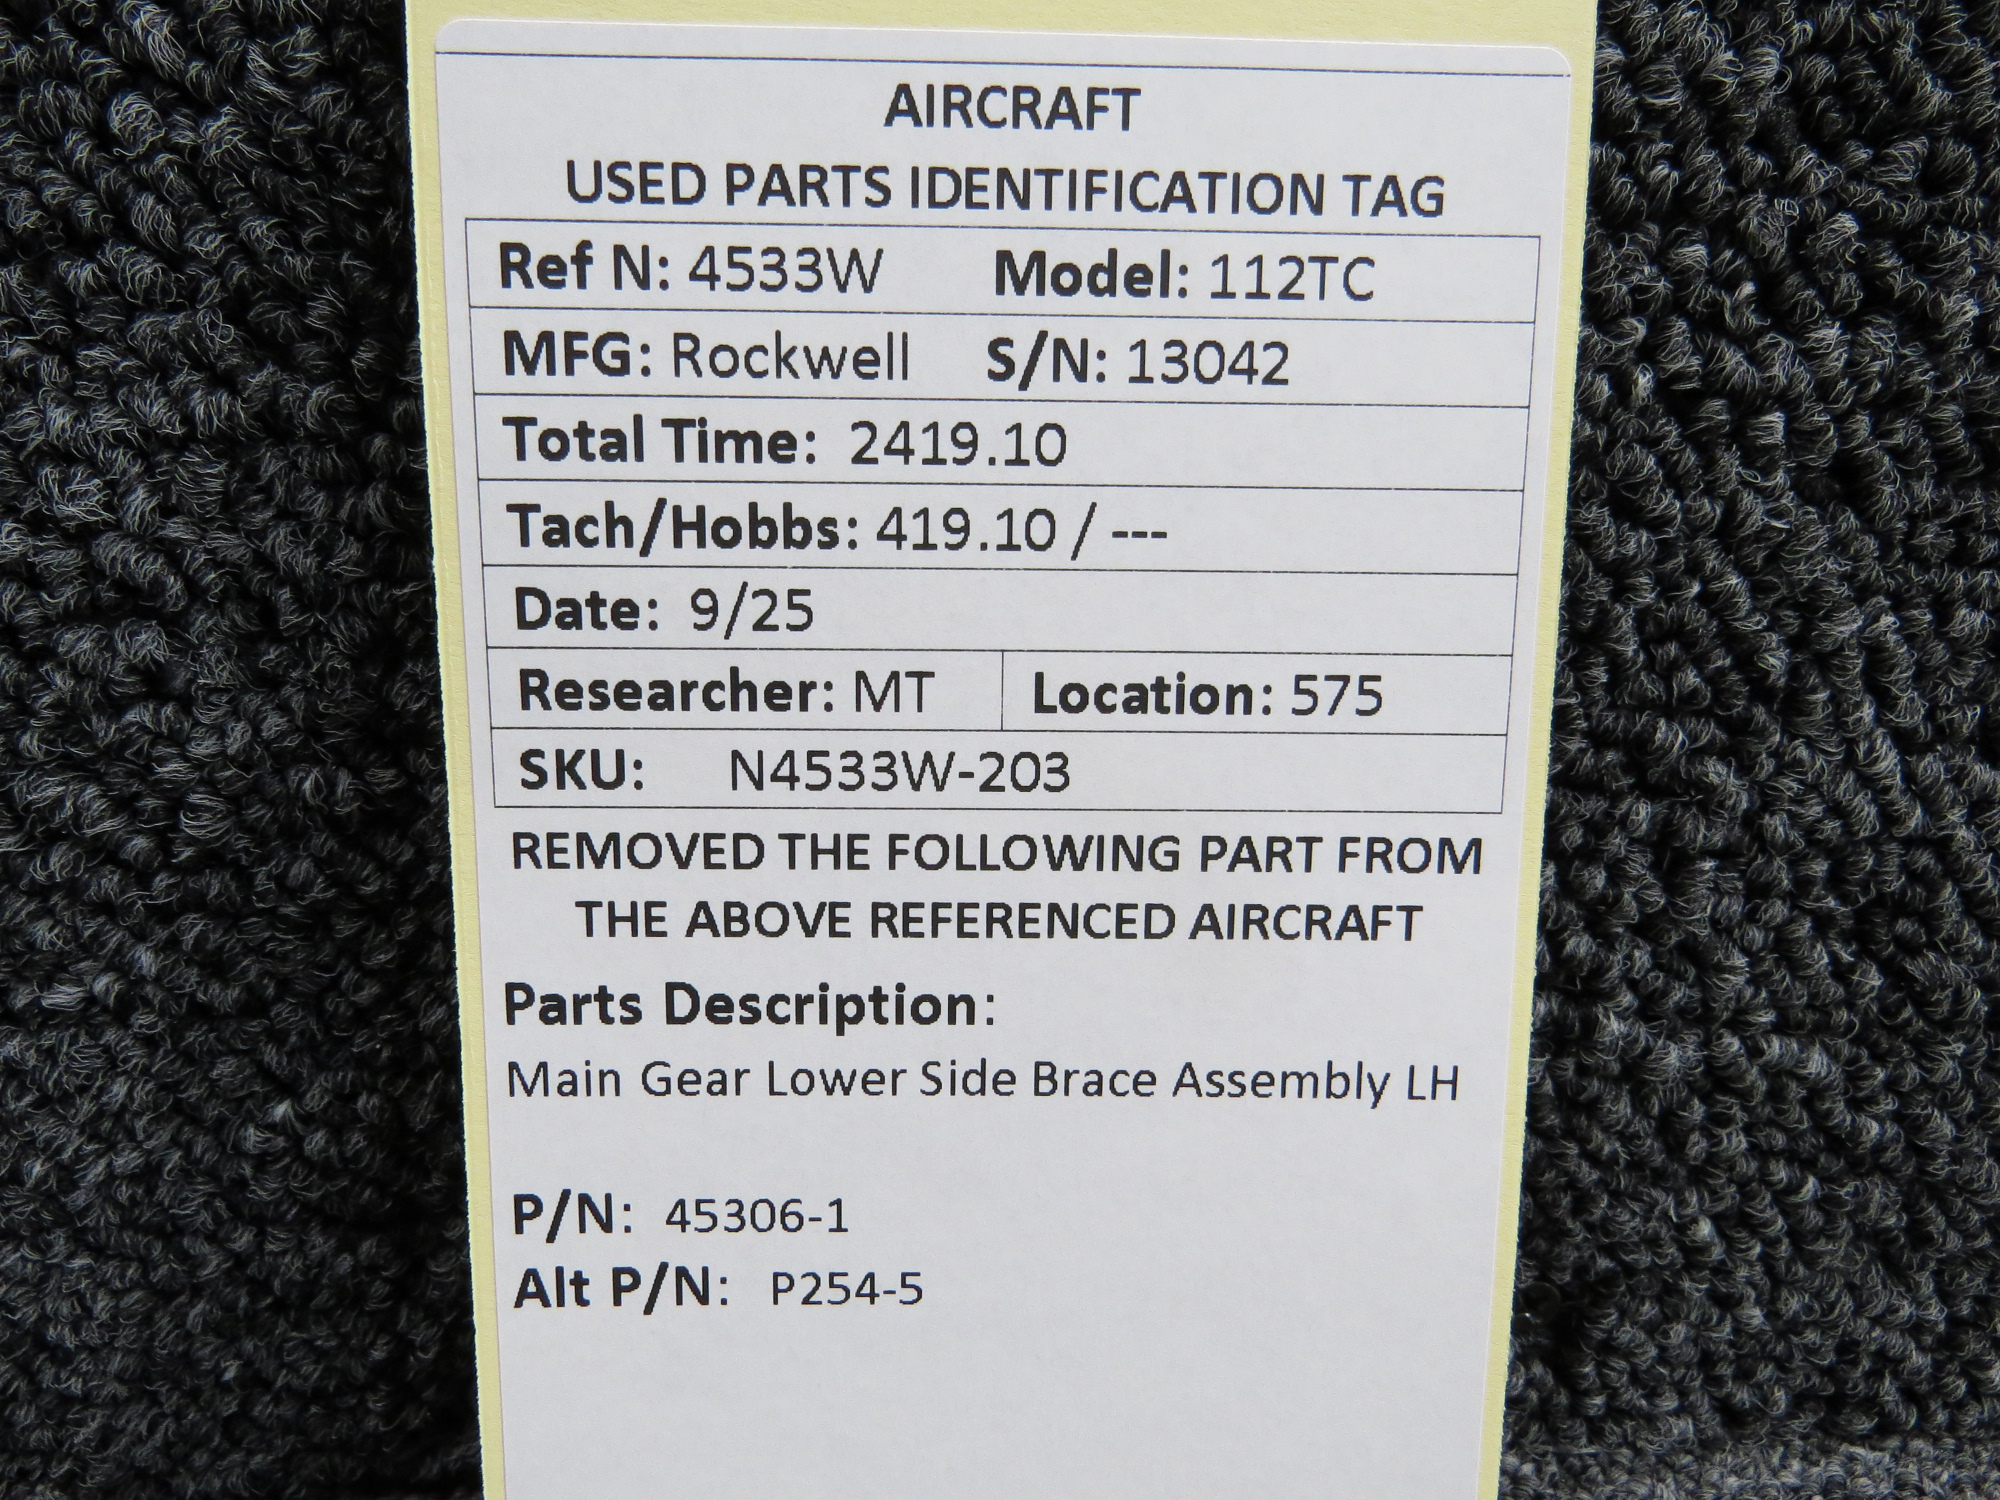 AIRCRAFT
USED PARTS IDENTIFICATION TAG
Ref N: 4533W Model: 112TC
MFG: Rockwell S/N: 13042
Total Time: 2419.10
Tach/Hobbs: 419.10 / ---
Date: 9/25
Researcher: MT Location: 575
SKU: N4533W-203
REMOVED THE FOLLOWING PART FROM
THE ABOVE REFERENCED AIRCRAFT
Parts Description:
Main Gear Lower Side Brace Assembly LH
P/N: 45306-1
Alt P/N: P254-5